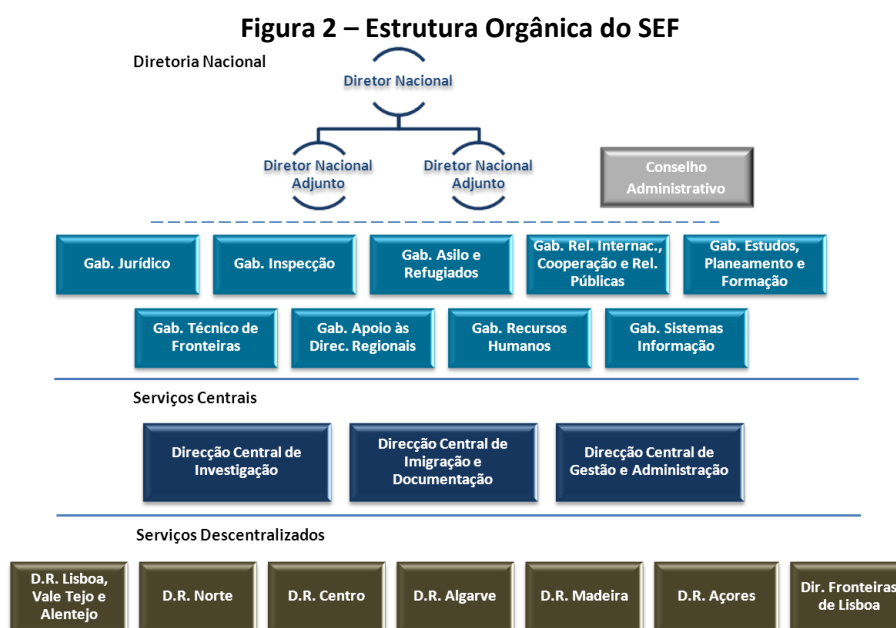 Figura 2 – Estrutura Orgânica do SEF
Diretoria Nacional
Diretor Nacional
Diretor Nacional
Adjunto
Diretor Nacional
Adjunto
Conselho
Administrativo
Gab. Jurídico
Gab. Inspecção
Gab. Asilo e
Refugiados
Gab. Rel. Internac.,
Cooperação e Rel.
Públicas
Gab. Estudos,
Planeamento e
Formação
Gab. Técnico de
Fronteiras
Gab. Apoio às
Direc. Regionais
Gab. Recursos
Humanos
Gab. Sistemas
Informação
Serviços Centrais
Direcção Central de
Investigação
Direcção Central de
Imigração e
Documentação
Direcção Central de
Gestão e Administração
Serviços Descentralizados
D.R. Lisboa,
Vale Tejo e
Alentejo
D.R. Norte
D.R. Centro
D.R. Algarve
D.R. Madeira
D.R. Açores
Dir. Fronteiras
de Lisboa